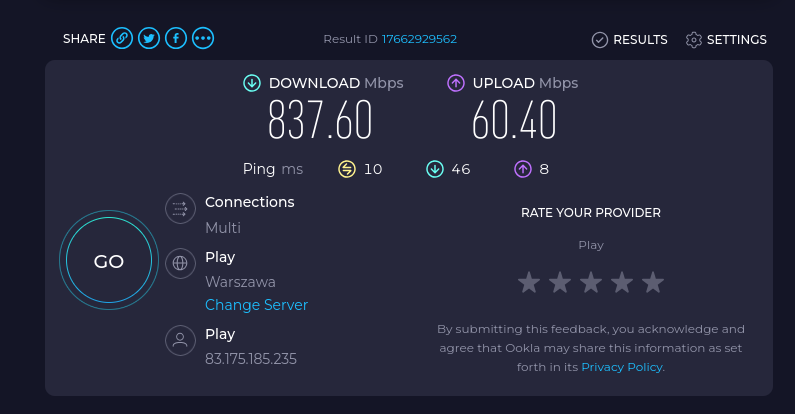 SHARE
Result ID 17662929562
RESULTS
SETTINGS
DOWNLOAD Mbps
837.60
UPLOAD Mbps
60.40
Ping ms
10
46
8
GO
Connections
Multi
Play
Warszawa
Change Server
Play
83.175.185.235
RATE YOUR PROVIDER
Play
By submitting this feedback, you acknowledge and
agree that Ookla may share this information as set
forth in its Privacy Policy.